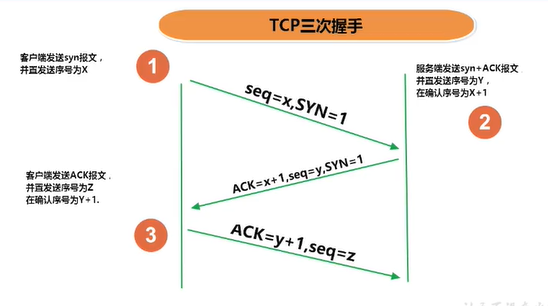 TCP三次握手
客户端发送syn报文，
并直发送序号为X
1
服务端发送syn+ACK报文
并直发送序号为Y，
在确认序号为X+1
2
seq=x,SYN=1
ACK=x+1,seq=y,SYN=1
客户端发送ACK报文．
并直发送序号为Z
在确认序号为Y+1.
3
ACK=y+1,seq=z